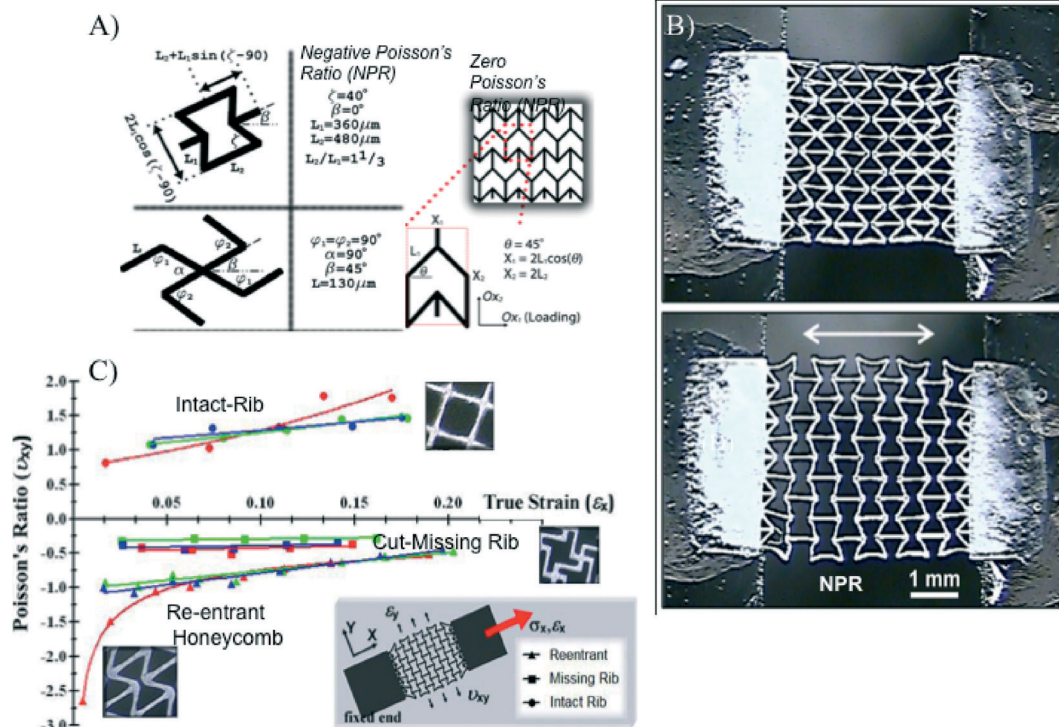 A)
L₂+L₁sin(ζ-90)
2L₁cos(ζ-90)
L₁
L₂
ζ
β
Negative Poisson's
Ratio (NPR)
ζ=40°
β=0°
L₁=360μm
L₂=480μm
L₂/L₁=1¹/₃
Zero
Poisson's
Ratio (NPR)
L
φ₁
φ₂
α
β
φ₁
φ₂
φ₁=φ₂=90°
α=90°
β=45°
L=130μm
X₁
θ
X₂
θ = 45°
X₁ = 2L₁cos(θ)
X₂ = 2L₂
Ox₂
Ox₁ (Loading)
B)
NPR
1 mm
C)
Poisson's Ratio (υxy)
2.0
1.5
1.0
0.5
0.0
-0.5
-1.0
-1.5
-2.0
-2.5
-3.0
0.05
0.10
0.15
0.20
True Strain (εx)
Intact-Rib
Cut-Missing Rib
Re-entrant
Honeycomb
Y
X
εy
σx,εx
υxy
fixed end
Reentrant
Missing Rib
Intact Rib